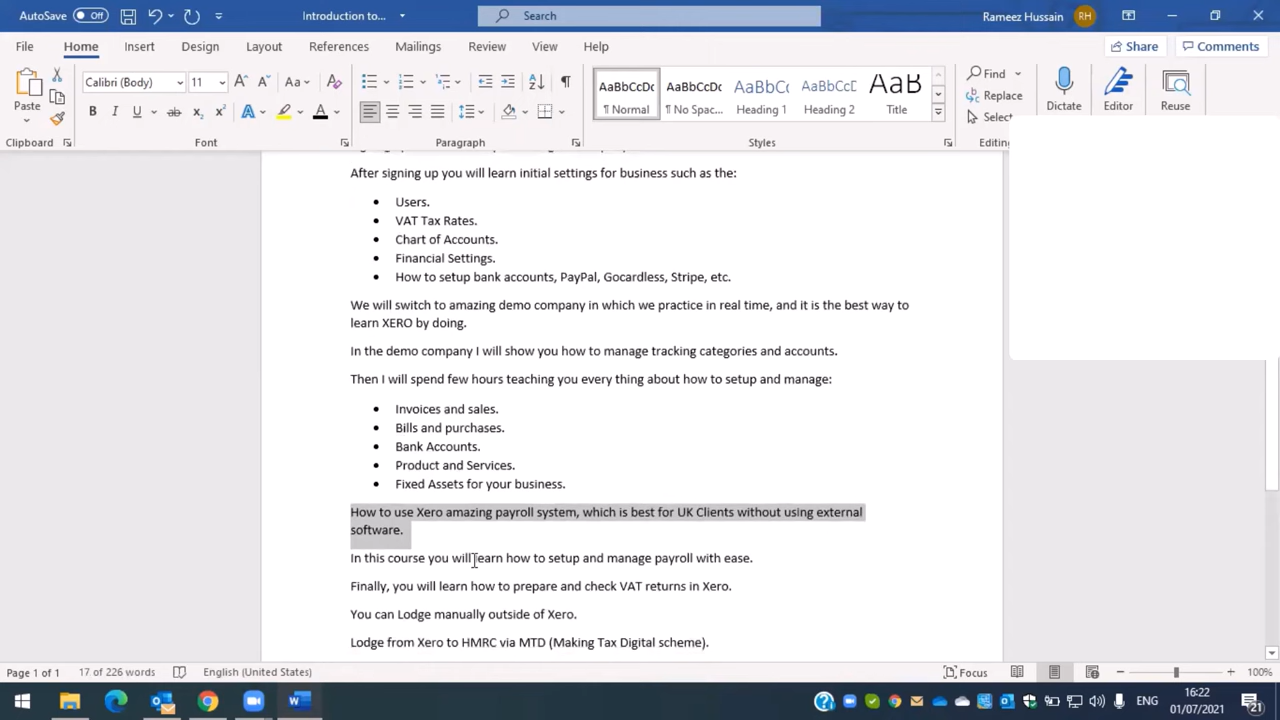 AutoSave Off Introduction to... Search Rameez Hussain RH
File Home Insert Design Layout References Mailings Review View Help Share Comments
Calibri (Body) 11 Aa AaBbCcDc AaBbCcDc AaBbCc AaBbCcD AaB Find
Paste B I U ab x₂ x² A A ¶ Normal ¶ No Spac... Heading 1 Heading 2 Title Replace Dictate Editor Reuse
Select
Clipboard Font Paragraph Styles Editing
After signing up you will learn initial settings for business such as the:
• Users.
• VAT Tax Rates.
• Chart of Accounts.
• Financial Settings.
• How to setup bank accounts, PayPal, Gocardless, Stripe, etc.
We will switch to amazing demo company in which we practice in real time, and it is the best way to
learn XERO by doing.
In the demo company I will show you how to manage tracking categories and accounts.
Then I will spend few hours teaching you every thing about how to setup and manage:
• Invoices and sales.
• Bills and purchases.
• Bank Accounts.
• Product and Services.
• Fixed Assets for your business.
How to use Xero amazing payroll system, which is best for UK Clients without using external
software.
In this course you will learn how to setup and manage payroll with ease.
Finally, you will learn how to prepare and check VAT returns in Xero.
You can Lodge manually outside of Xero.
Lodge from Xero to HMRC via MTD (Making Tax Digital scheme).
Page 1 of 1 17 of 226 words English (United Kingdom) Focus 100%
ENG 16:22
01/07/2021 21